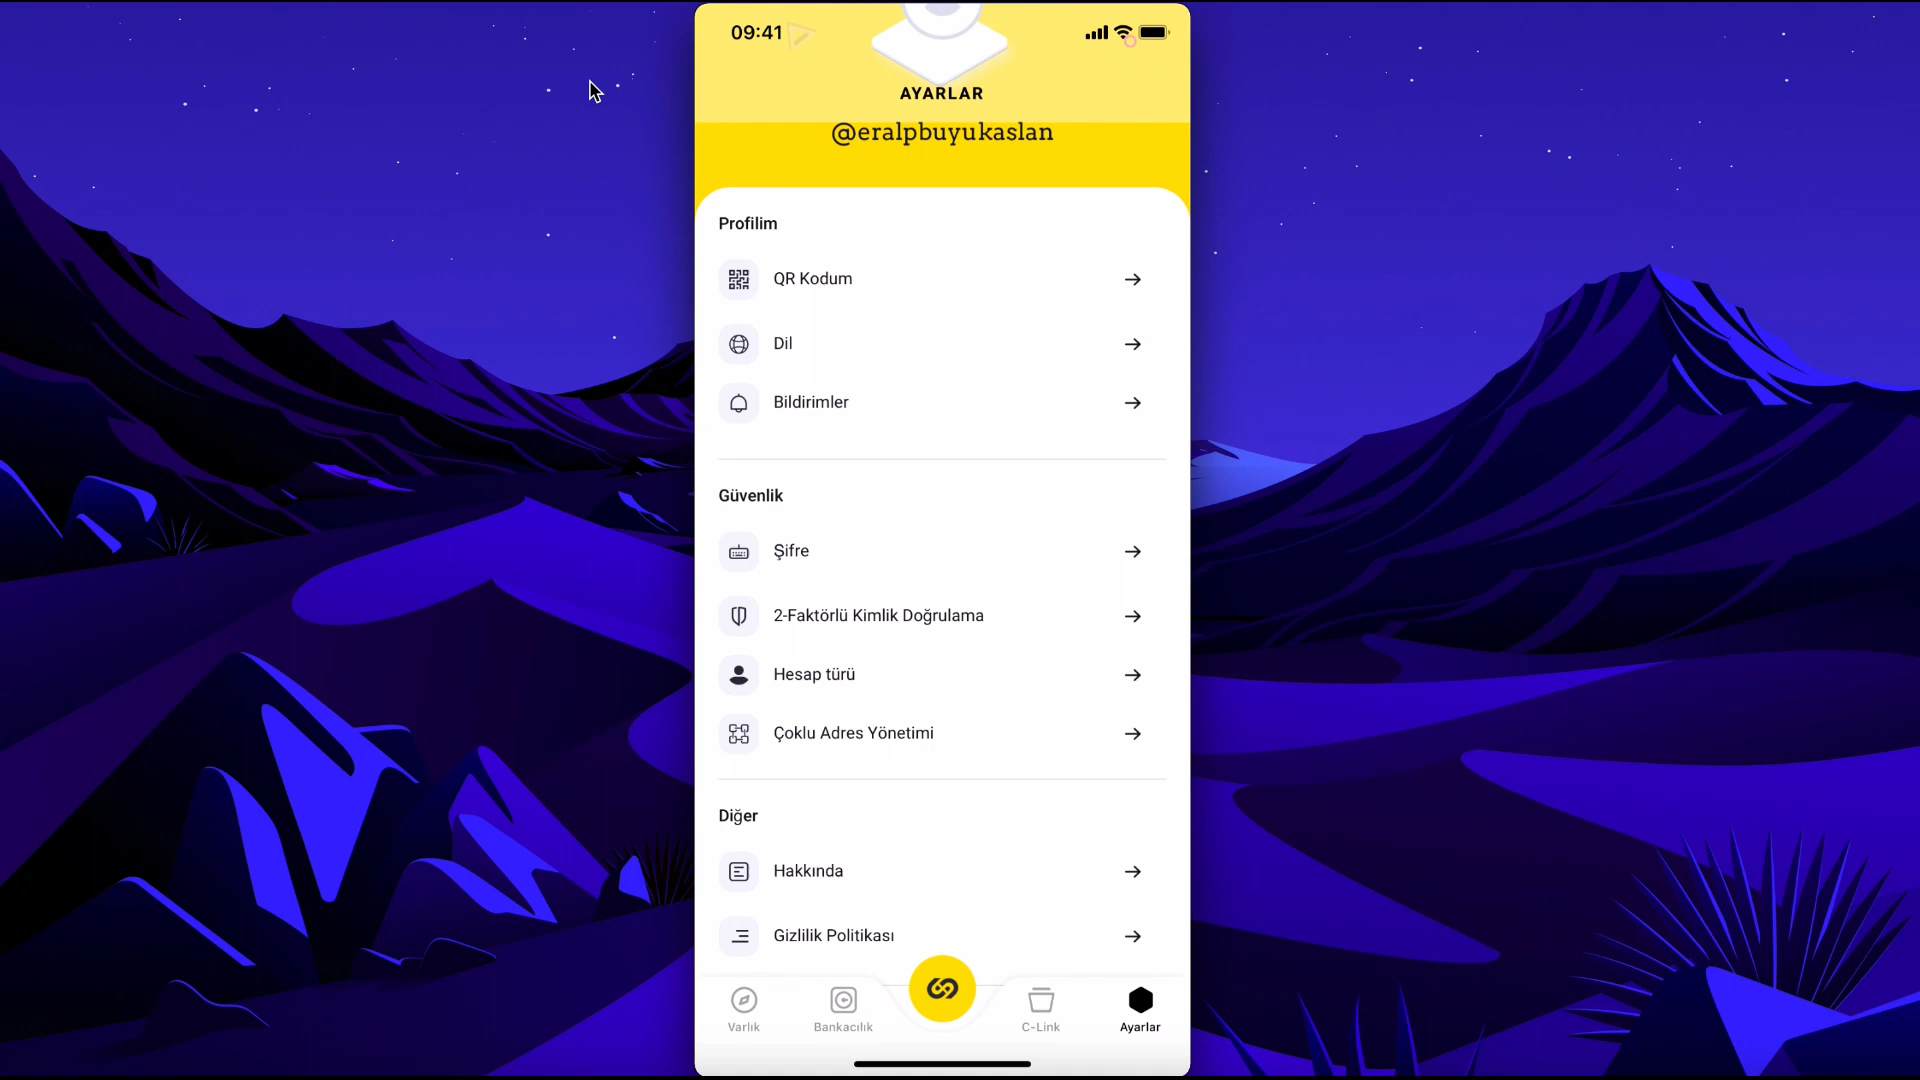 09:41
AYARLAR
@eralpbuyukaslan
Profilim
QR Kodum
Dil
Bildirimler
Güvenlik
Şifre
2-Faktörlü Kimlik Doğrulama
Hesap türü
Çoklu Adres Yönetimi
Diğer
Hakkında
Gizlilik Politikası
Varlık
Bankacılık
C-Link
Ayarlar